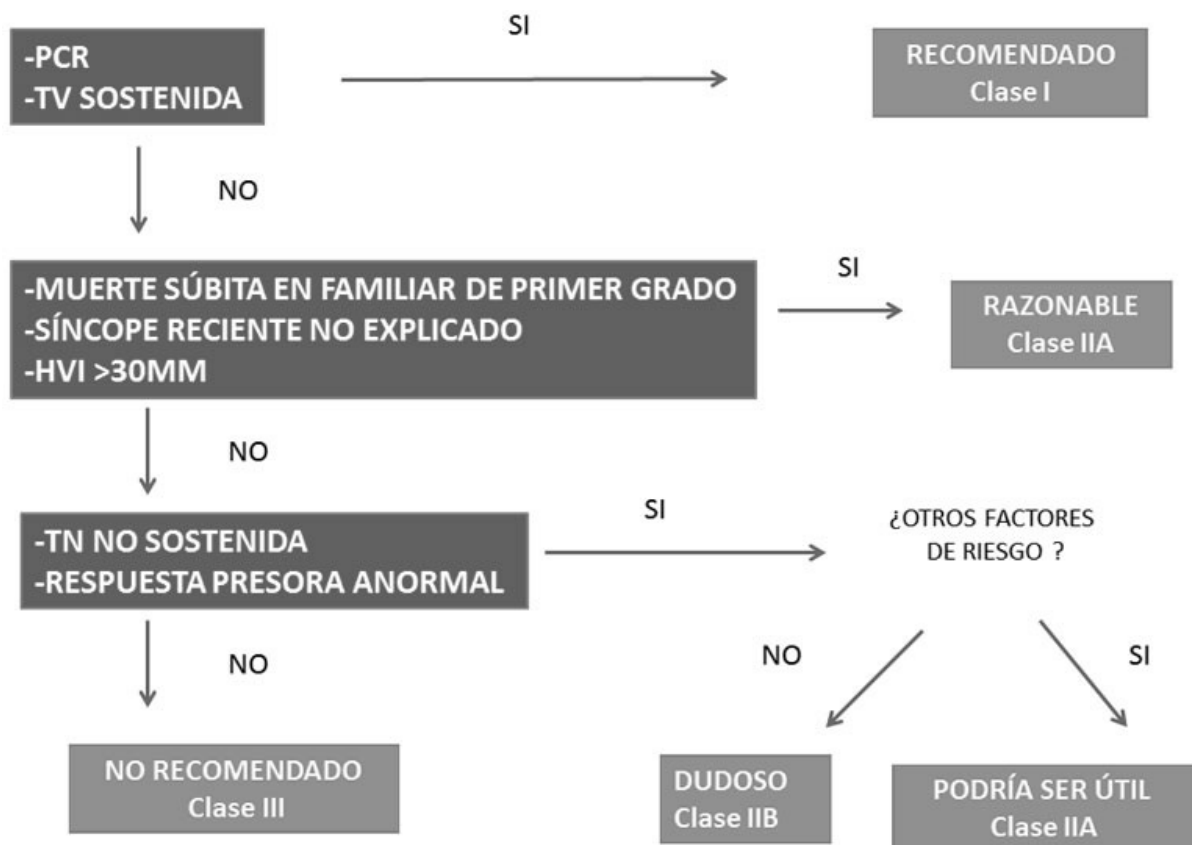 SI
-PCR
-TV SOSTENIDA
RECOMENDADO
Clase I
NO
-MUERTE SÚBITA EN FAMILIAR DE PRIMER GRADO
-SÍNCOPE RECIENTE NO EXPLICADO
-HVI >30MM
SI
RAZONABLE
Clase IIA
NO
-TN NO SOSTENIDA
-RESPUESTA PRESORA ANORMAL
SI
¿OTROS FACTORES
DE RIESGO ?
NO
NO
SI
NO RECOMENDADO
Clase III
DUDOSO
Clase IIB
PODRÍA SER ÚTIL
Clase IIA